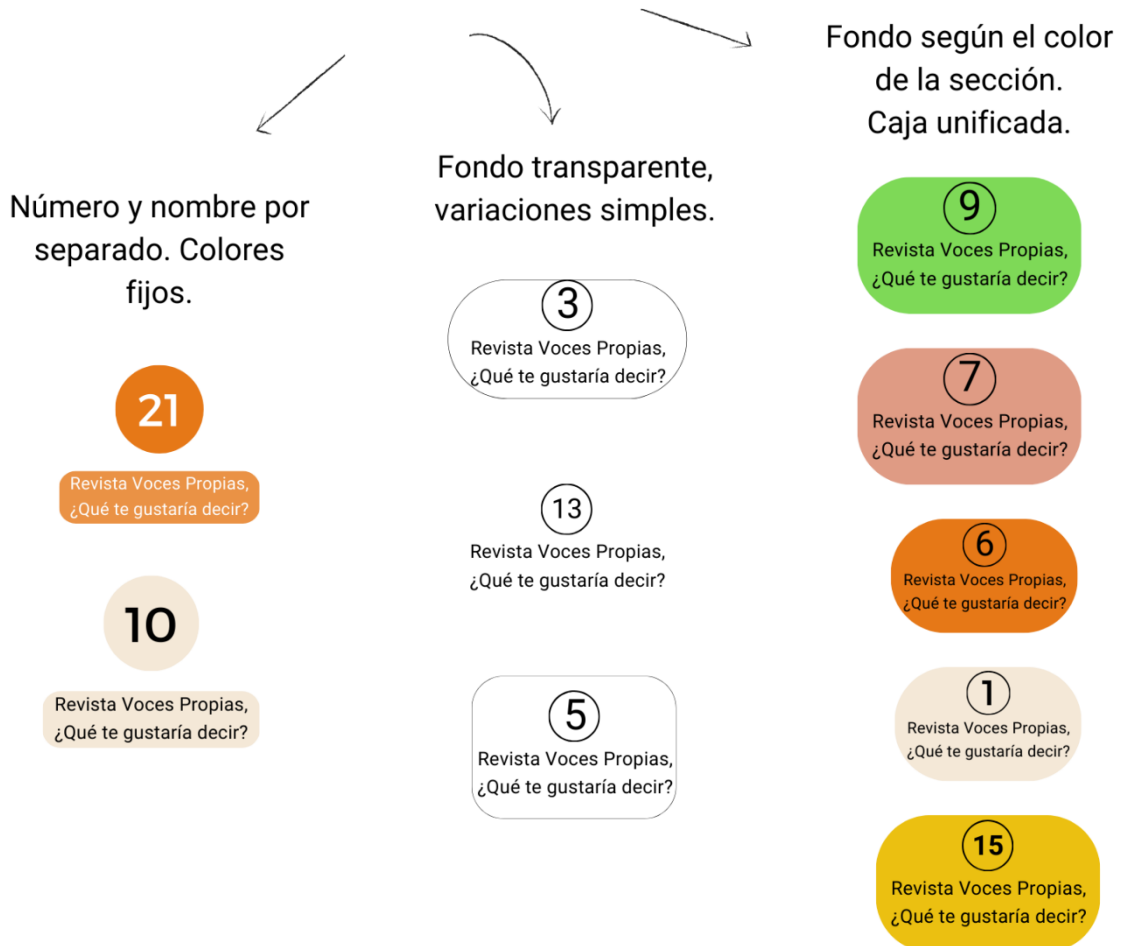 Número y nombre por
separado. Colores
fijos.
21
Revista Voces Propias,
¿Qué te gustaría decir?
10
Revista Voces Propias,
¿Qué te gustaría decir?
Fondo transparente,
variaciones simples.
3
Revista Voces Propias,
¿Qué te gustaría decir?
13
Revista Voces Propias,
¿Qué te gustaría decir?
5
Revista Voces Propias,
¿Qué te gustaría decir?
Fondo según el color
de la sección.
Caja unificada.
9
Revista Voces Propias,
¿Qué te gustaría decir?
7
Revista Voces Propias,
¿Qué te gustaría decir?
6
Revista Voces Propias,
¿Qué te gustaría decir?
1
Revista Voces Propias,
¿Qué te gustaría decir?
15
Revista Voces Propias,
¿Qué te gustaría decir?